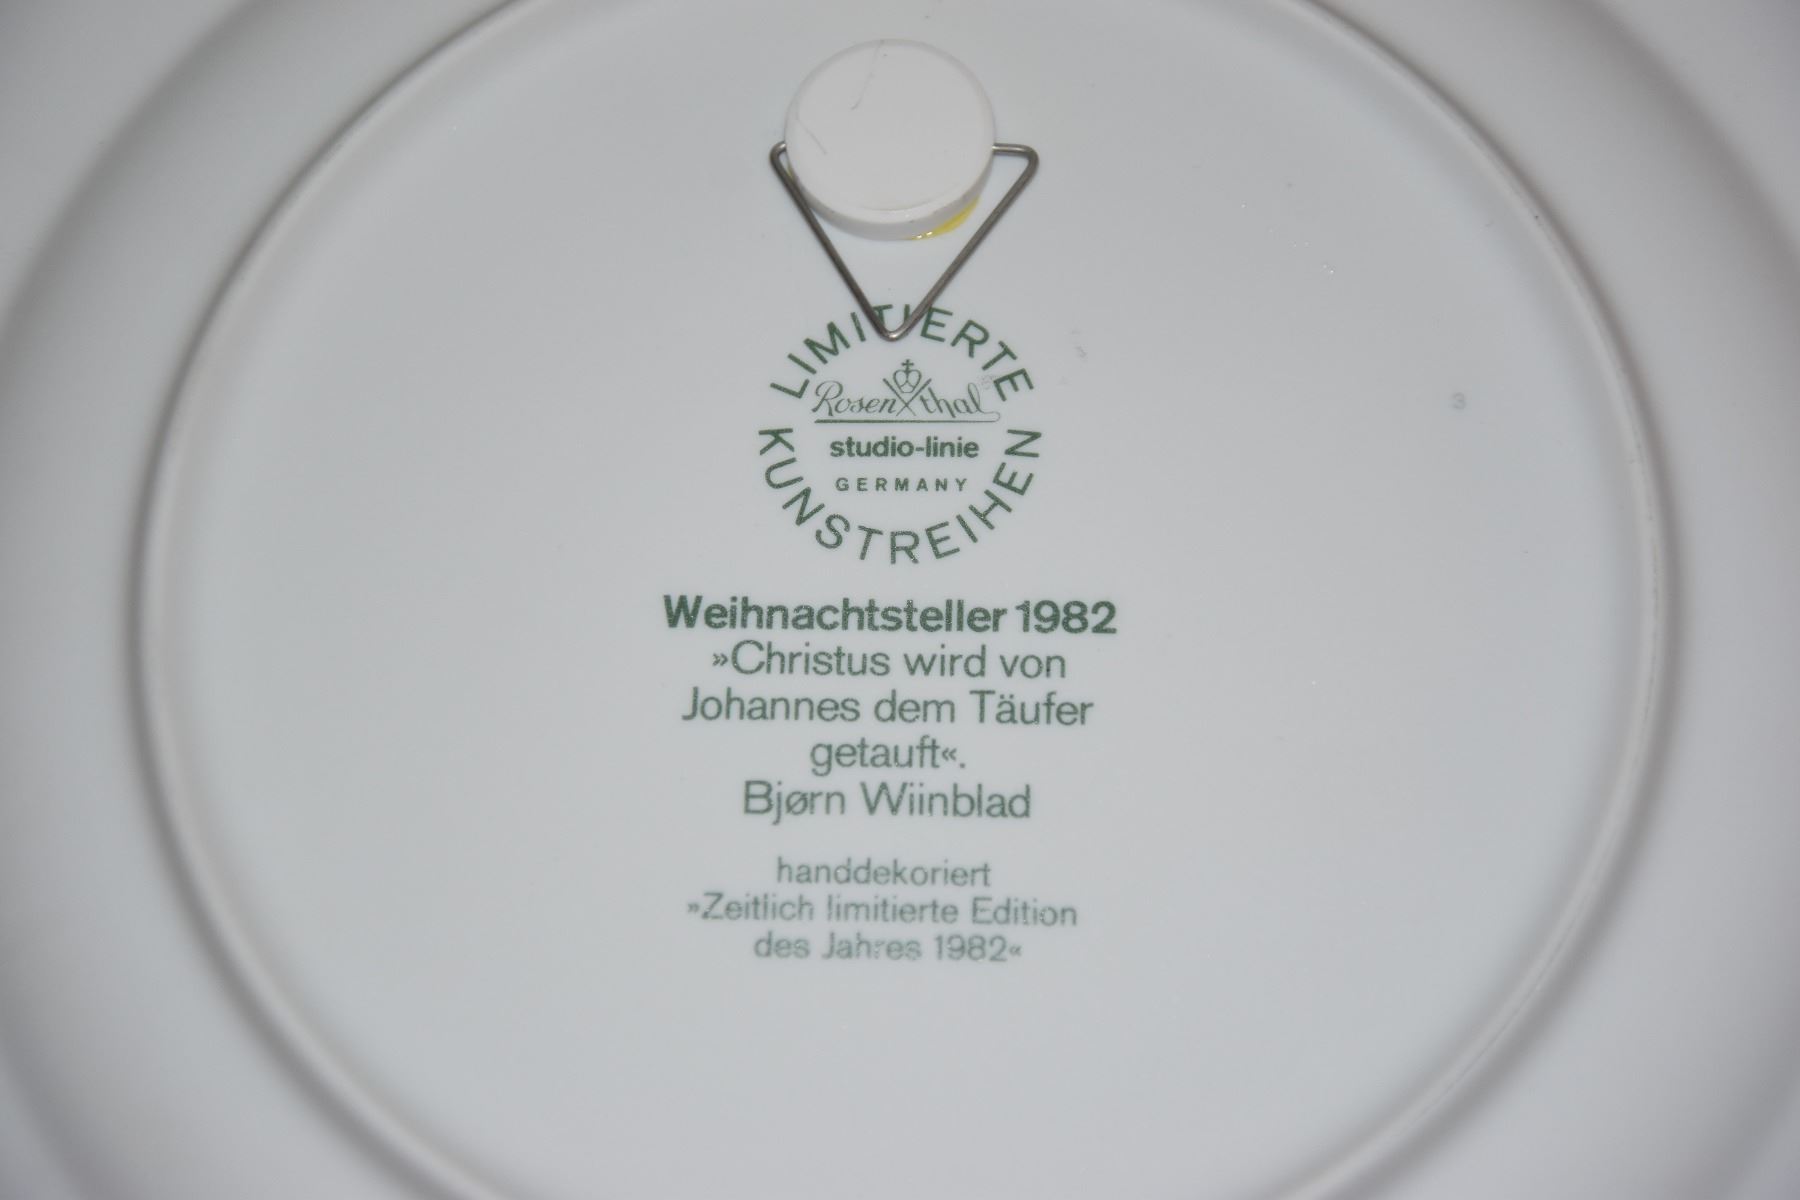 LIMITIERTE
Rosenthal
studio-linie
GERMANY
KUNSTREIHEN
3
Weihnachtsteller 1982
»Christus wird von
Johannes dem Täufer
getauft«.
Bjørn Wiinblad
handdekoriert
»Zeitlich limitierte Edition
des Jahres 1982«